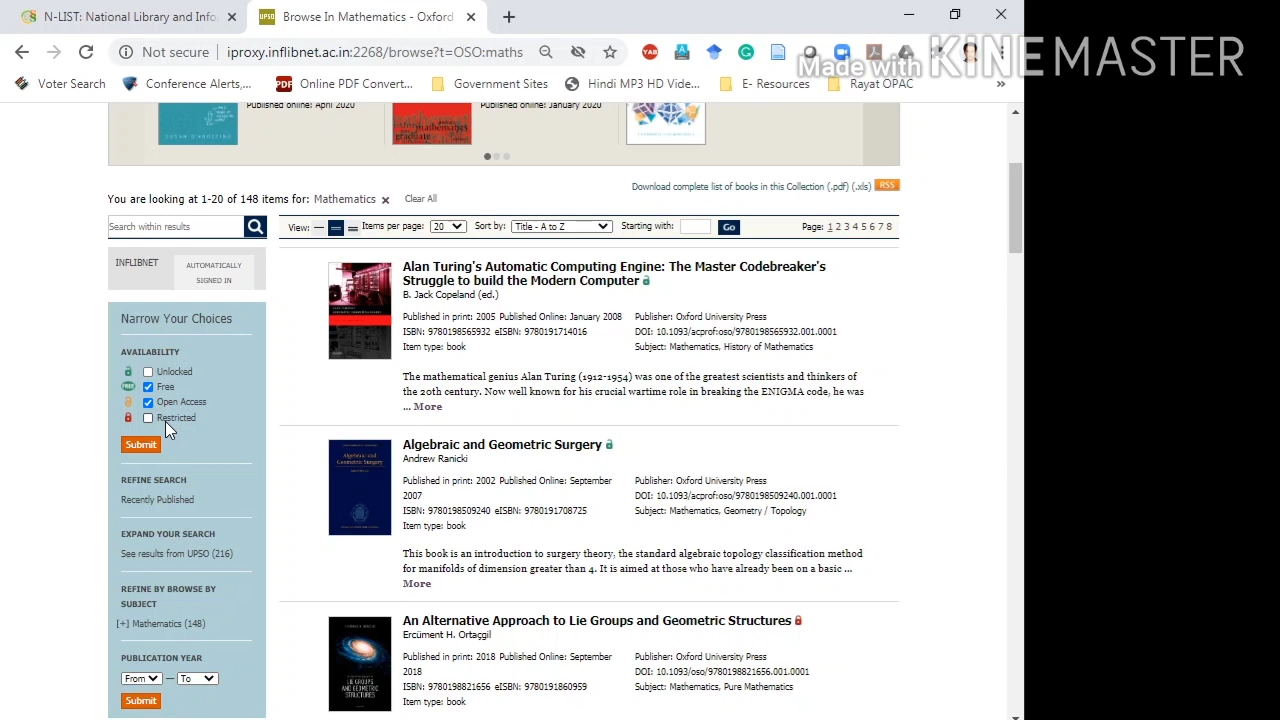 N-LIST: National Library and Info
UPSO Browse In Mathematics - Oxford
Not secure iproxy.inflibnet.ac.in:2268/browse?t=OSO:maths
Made with KINEMASTER
Voter Search
Conference Alerts,...
PDF Online PDF Convert...
Government Sites
Hindi MP3 HD Vide...
E- Resources
Rayat OPAC
SUSAN D'AGOSTINO
Published online: April 2020
Published online: January 2020
Download complete list of books in this Collection (.pdf) (.xls) RSS
You are looking at 1-20 of 148 items for: Mathematics Clear All
Search within results
View: Items per page: 20 Sort by: Title - A to Z Starting with: Go Page: 1 2 3 4 5 6 7 8
INFLIBNET
AUTOMATICALLY
SIGNED IN
Narrow Your Choices
AVAILABILITY
Unlocked
FREE Free
Open Access
Restricted
Submit
REFINE SEARCH
Recently Published
EXPAND YOUR SEARCH
See results from UPSO (216)
REFINE BY BROWSE BY
SUBJECT
[+] Mathematics (148)
PUBLICATION YEAR
From — To
Submit
Alan Turing's Automatic Computing Engine: The Master Codebreaker's
Struggle to build the Modern Computer
B. Jack Copeland (ed.)
Published in print: 2005 Published Online: January 2008
Publisher: Oxford University Press
ISBN: 9780198565932 eISBN: 9780191714016
DOI: 10.1093/acprof:oso/9780198565932.001.0001
Item type: book
Subject: Mathematics, History of Mathematics
The mathematical genius Alan Turing (1912-1954) was one of the greatest scientists and thinkers of
the 20th century. Now well known for his crucial wartime role in breaking the ENIGMA code, he was
... More
Algebraic and Geometric Surgery
Andrew Ranicki
Published in print: 2002 Published Online: September
2007
Publisher: Oxford University Press
DOI: 10.1093/acprof:oso/9780198509240.001.0001
ISBN: 9780198509240 eISBN: 9780191708725
Subject: Mathematics, Geometry / Topology
Item type: book
This book is an introduction to surgery theory, the standard algebraic topology classification method
for manifolds of dimension greater than 4. It is aimed at those who have already been on a basic ...
More
An Alternative Approach to Lie Groups and Geometric Structures
Ercüment H. Ortaçgil
Published in print: 2018 Published Online: September
2018
Publisher: Oxford University Press
DOI: 10.1093/oso/9780198821656.001.0001
ISBN: 9780198821656 eISBN: 9780191860959
Subject: Mathematics, Pure Mathematics
Item type: book